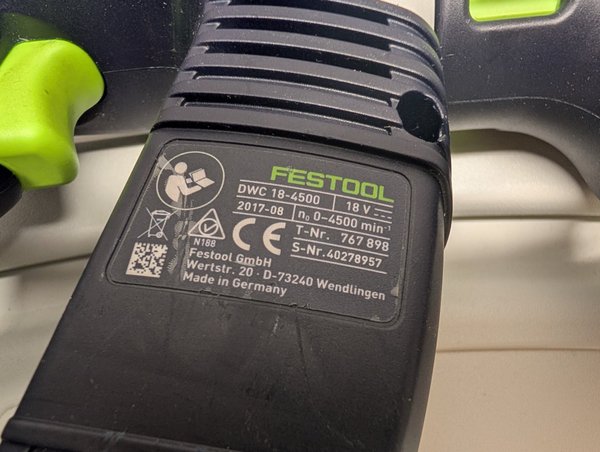 FESTOOL
DWC 18-4500 18 V
2017-08 n₀ 0-4500 min⁻¹
T-Nr. 767 898
S-Nr. 40278957
N188
CE
Festool GmbH
Wertstr. 20 · D-73240 Wendlingen
Made in Germany